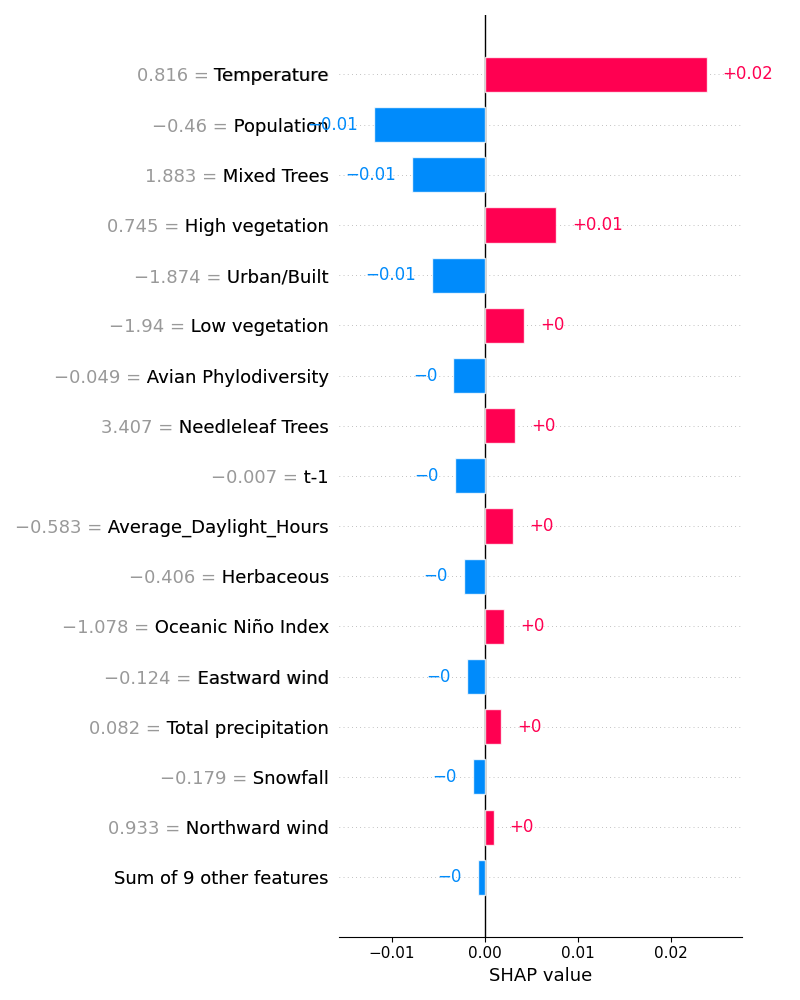 0.816 = Temperature +0.02
−0.46 = Population −0.01
1.883 = Mixed Trees −0.01
0.745 = High vegetation +0.01
−1.874 = Urban/Built −0.01
−1.94 = Low vegetation +0
−0.049 = Avian Phylodiversity −0
3.407 = Needleleaf Trees +0
−0.007 = t-1 −0
−0.583 = Average_Daylight_Hours +0
−0.406 = Herbaceous −0
−1.078 = Oceanic Niño Index +0
−0.124 = Eastward wind −0
0.082 = Total precipitation +0
−0.179 = Snowfall −0
0.933 = Northward wind +0
Sum of 9 other features −0
−0.01 0.00 0.01 0.02
SHAP value